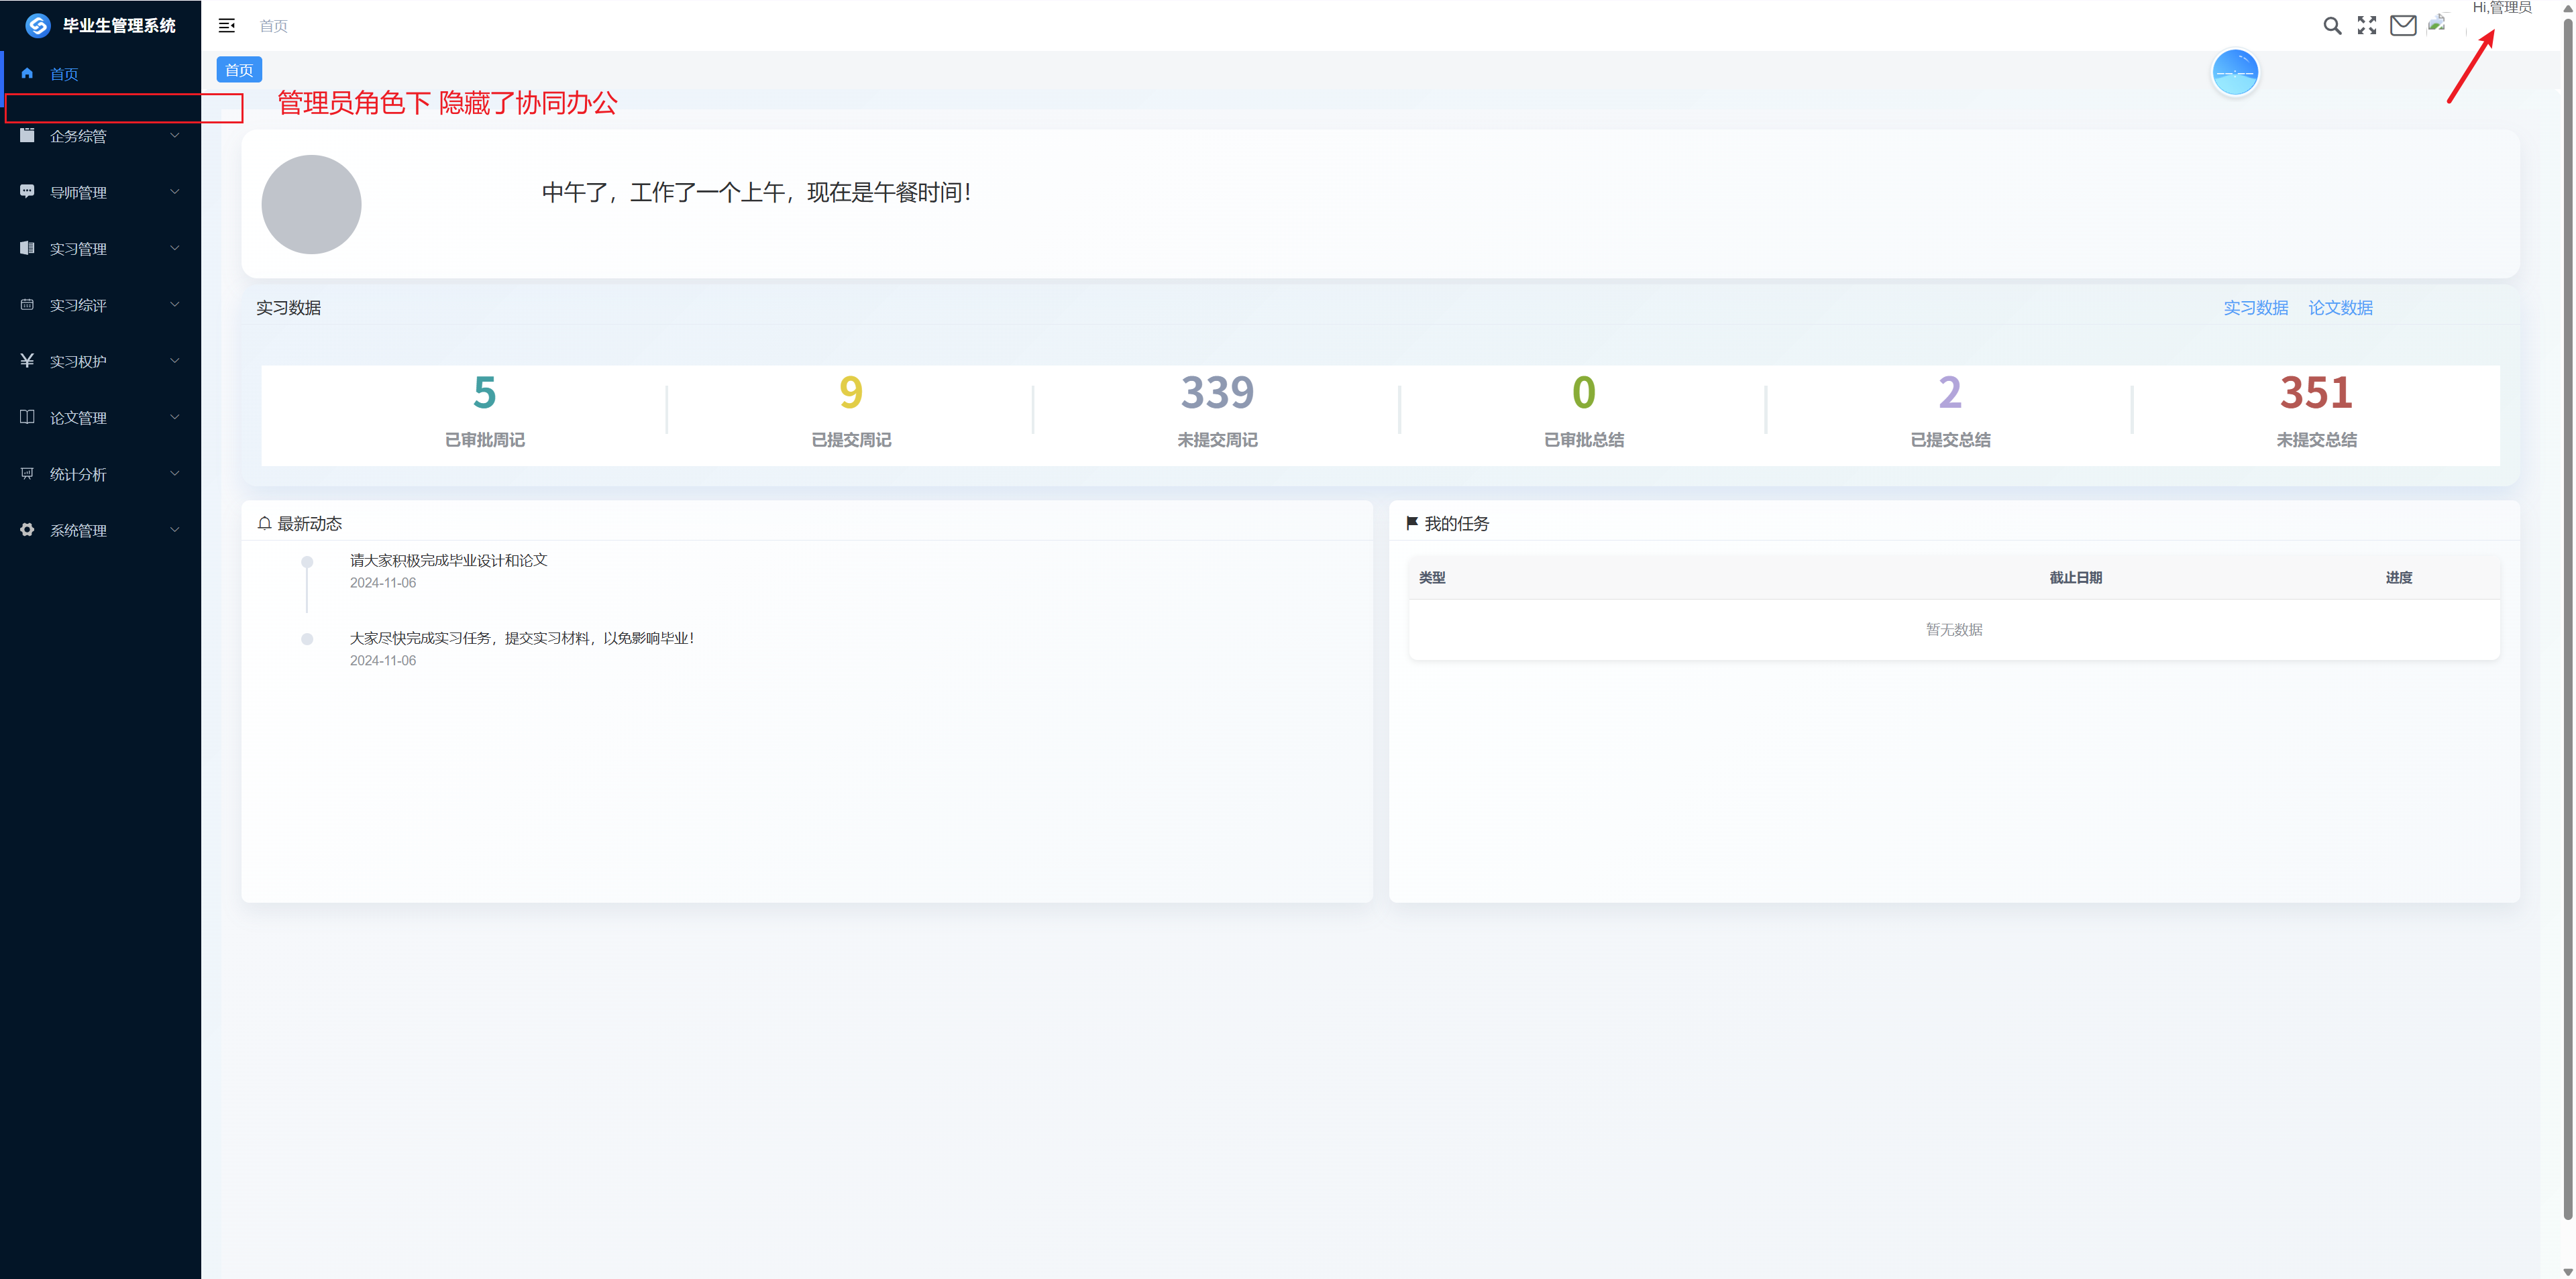 毕业生管理系统
首页
Hi,管理员
首页
首页
管理员角色下 隐藏了协同办公
企务综管
导师管理
实习管理
实习综评
实习权护
论文管理
统计分析
系统管理
中午了，工作了一个上午，现在是午餐时间！
实习数据
实习数据 论文数据
5
已审批周记
9
已提交周记
339
未提交周记
0
已审批总结
2
已提交总结
351
未提交总结
最新动态
请大家积极完成毕业设计和论文
2024-11-06
大家尽快完成实习任务，提交实习材料，以免影响毕业！
2024-11-06
我的任务
类型 截止日期 进度
暂无数据